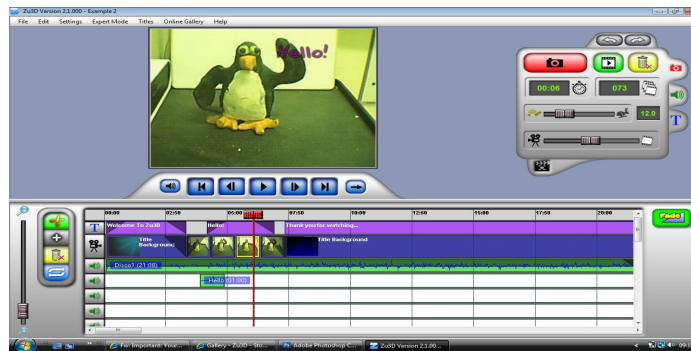 Zu3D Version 2.1.000 - Example 2
File Edit Settings Expert Mode Titles Online Gallery Help
Hello!
00:06 073
12.0
T
00:00 02:50 05:00 07:50 10:00 12:50 15:00 17:50 20:00
Fade!
T Welcome To Zu3D Hello! Thank you for watching...
Title Background Title Background
Disco1 (21:08)
Hello (01:00)
Fw: Important: Your... Gallery - Zu3D - Sto... Adobe Photoshop C... Zu3D Version 2.1.00...